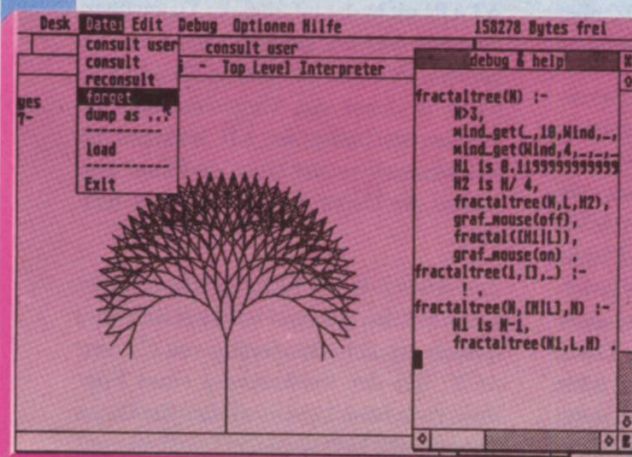 Desk Datei Edit Debug Optionen Hilfe 158278 Bytes frei
consult user
consult
reconsult
forget
dump as ...
---------------
load
---------------
Exit
consult user
- Top Level Interpreter
yes
?-
debug & help
fractaltree(N) :-
N>3,
wind_get(_,10,Wind,_,
wind_get(Wind,4,_,_,_
H1 is 0.1199999999999
H2 is N/ 4,
fractaltree(N,L,H2),
graf_mouse(off),
fractal([H1|L]),
graf_mouse(on) .
fractaltree(1,[],_) :-
! .
fractaltree(N,[H|L],H) :-
N1 is N-1,
fractaltree(N1,L,H) .